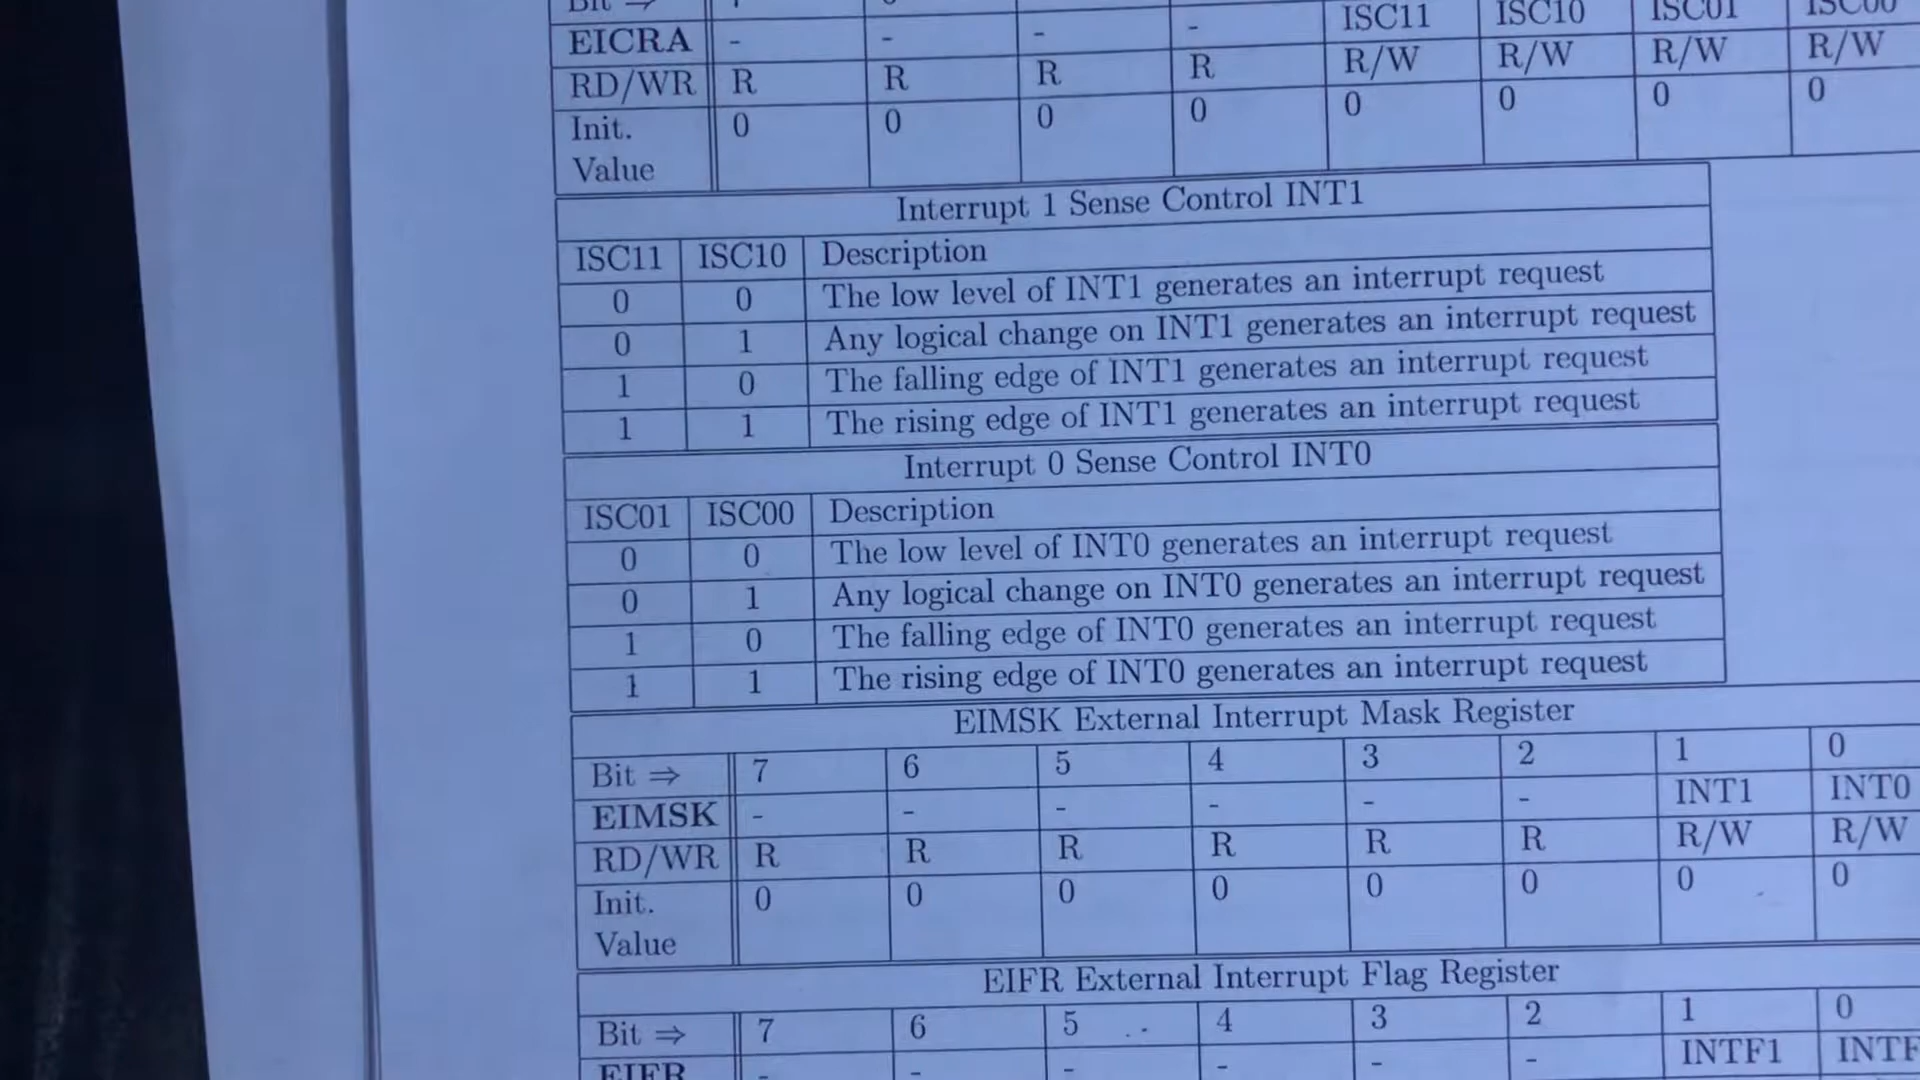 Bit ⇒
EICRA - - - - ISC11 ISC10 ISC01 ISC00
RD/WR R R R R R/W R/W R/W R/W
Init. Value 0 0 0 0 0 0 0 0
Interrupt 1 Sense Control INT1
ISC11 ISC10 Description
0 0 The low level of INT1 generates an interrupt request
0 1 Any logical change on INT1 generates an interrupt request
1 0 The falling edge of INT1 generates an interrupt request
1 1 The rising edge of INT1 generates an interrupt request
Interrupt 0 Sense Control INT0
ISC01 ISC00 Description
0 0 The low level of INT0 generates an interrupt request
0 1 Any logical change on INT0 generates an interrupt request
1 0 The falling edge of INT0 generates an interrupt request
1 1 The rising edge of INT0 generates an interrupt request
EIMSK External Interrupt Mask Register
Bit ⇒ 7 6 5 4 3 2 1 0
EIMSK - - - - - - INT1 INT0
RD/WR R R R R R R R/W R/W
Init. Value 0 0 0 0 0 0 0 0
EIFR External Interrupt Flag Register
Bit ⇒ 7 6 5 4 3 2 1 0
EIFR - - - - - - INTF1 INTF